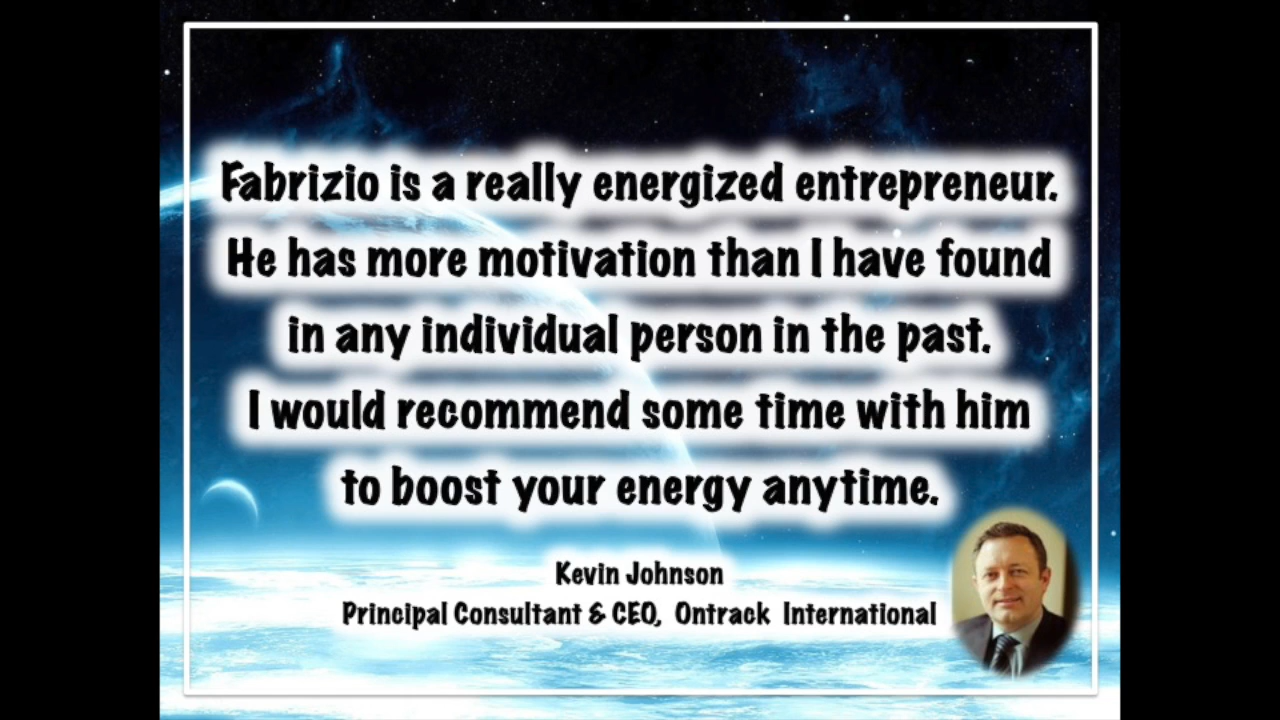 Fabrizio is a really energized entrepreneur.
He has more motivation than I have found
in any individual person in the past.
I would recommend some time with him
to boost your energy anytime.
Kevin Johnson
Principal Consultant & CEO, Ontrack International